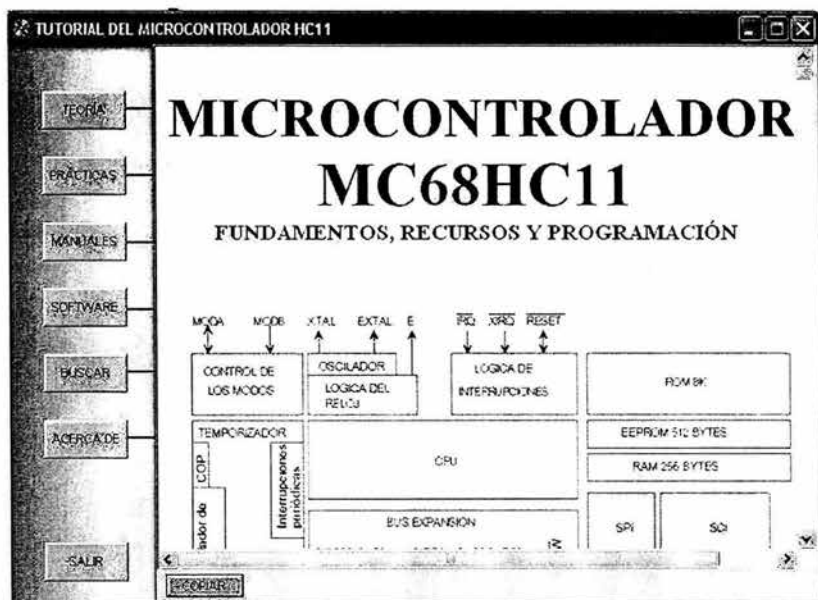 TUTORIAL DEL MICROCONTROLADOR HC11
TEORÍA
PRÁCTICAS
MANUALES
SOFTWARE
BUSCAR
ACERCA DE
SALIR
MICROCONTROLADOR
MC68HC11
FUNDAMENTOS, RECURSOS Y PROGRAMACIÓN
MODA MODB XTAL EXTAL E IRQ XIRQ RESET
CONTROL DE
LOS MODOS
OSCILADOR
LOGICA DEL
RELOJ
LOGICA DE
INTERRUPCIONES
ROM 8K
TEMPORIZADOR
COP
Interrupciones
periódicas
CPU
EEPROM 512 BYTES
RAM 256 BYTES
BUS EXPANSION
SPI
SCI
COPIAR